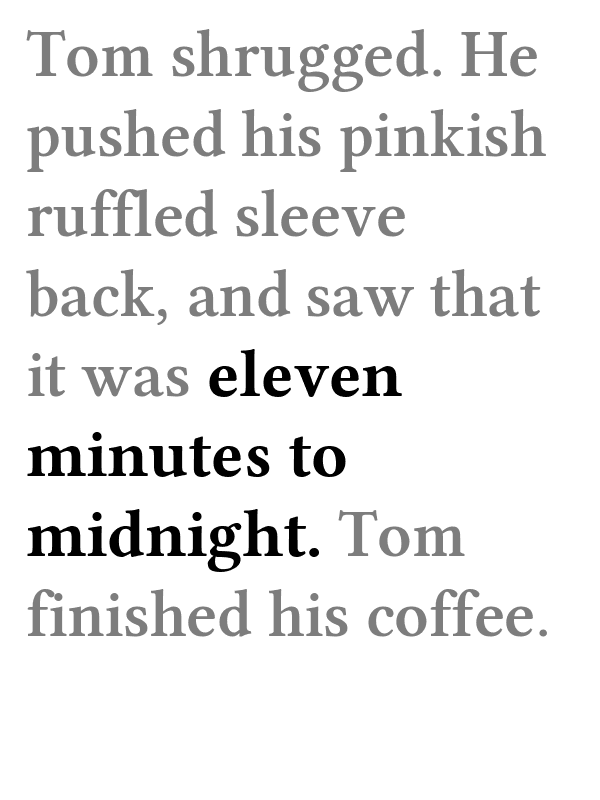 Tom shrugged. He
pushed his pinkish
ruffled sleeve
back, and saw that
it was eleven
minutes to
midnight. Tom
finished his coffee.